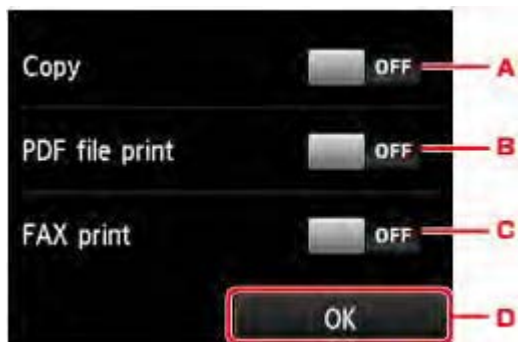 Copy OFF A
PDF file print OFF B
FAX print OFF C
OK D